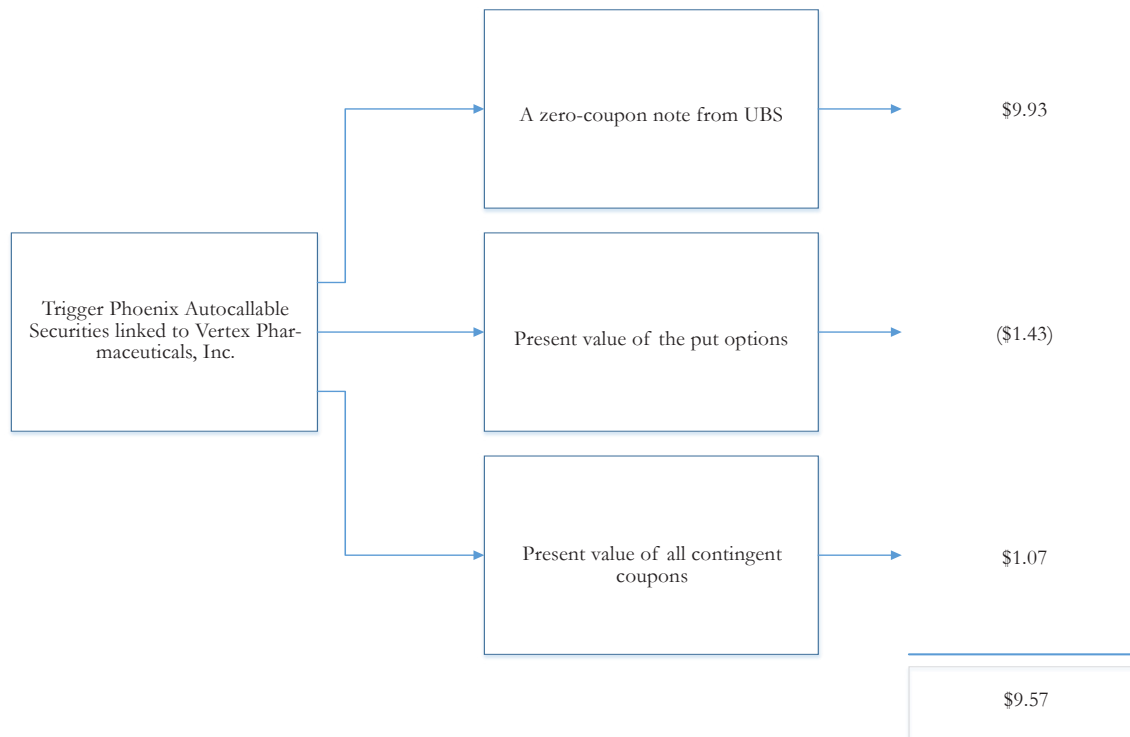 A zero-coupon note from UBS
$9.93
Trigger Phoenix Autocallable
Securities linked to Vertex Phar-
maceuticals, Inc.
Present value of the put options
($1.43)
Present value of all contingent
coupons
$1.07
$9.57